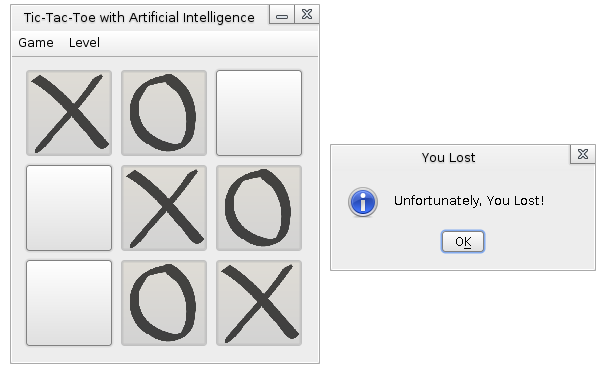 Tic-Tac-Toe with Artificial Intelligence
Game Level
X O
X O
O X
You Lost
Unfortunately, You Lost!
OK